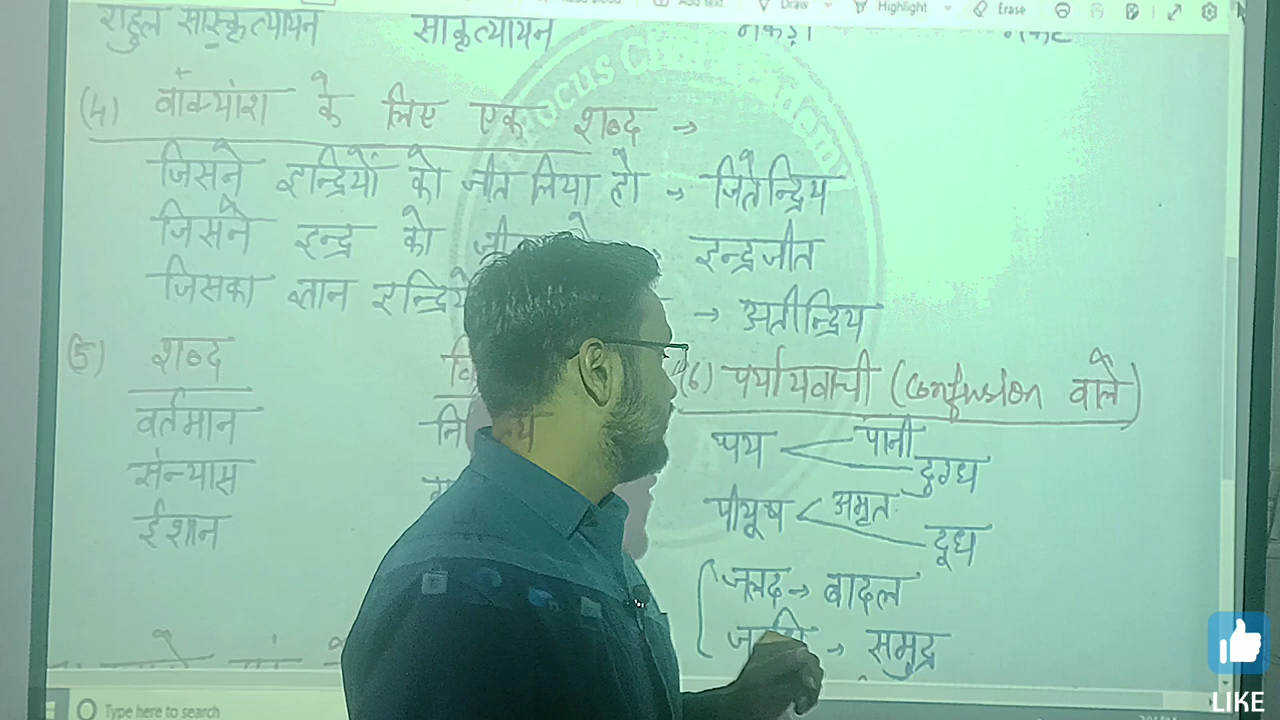 Draw Highlight Erase
राहुल सांस्कृत्यायन सांकृत्यायन
(4) वाक्यांश के लिए एक शब्द →
जिसने इन्द्रियों को जीत लिया हो → जितेन्द्रिय
जिसने इन्द्र को → इन्द्रजीत
जिसका ज्ञान → अतीन्द्रिय
(5) शब्द
वर्तमान
संन्यास
ईशान
(6) पर्यायवाची (Confusion वाले)
पय पानी
दुग्ध
पीयूष अमृत
दूध
जलद → बादल
→ समुद्र
Type here to search
LIKE